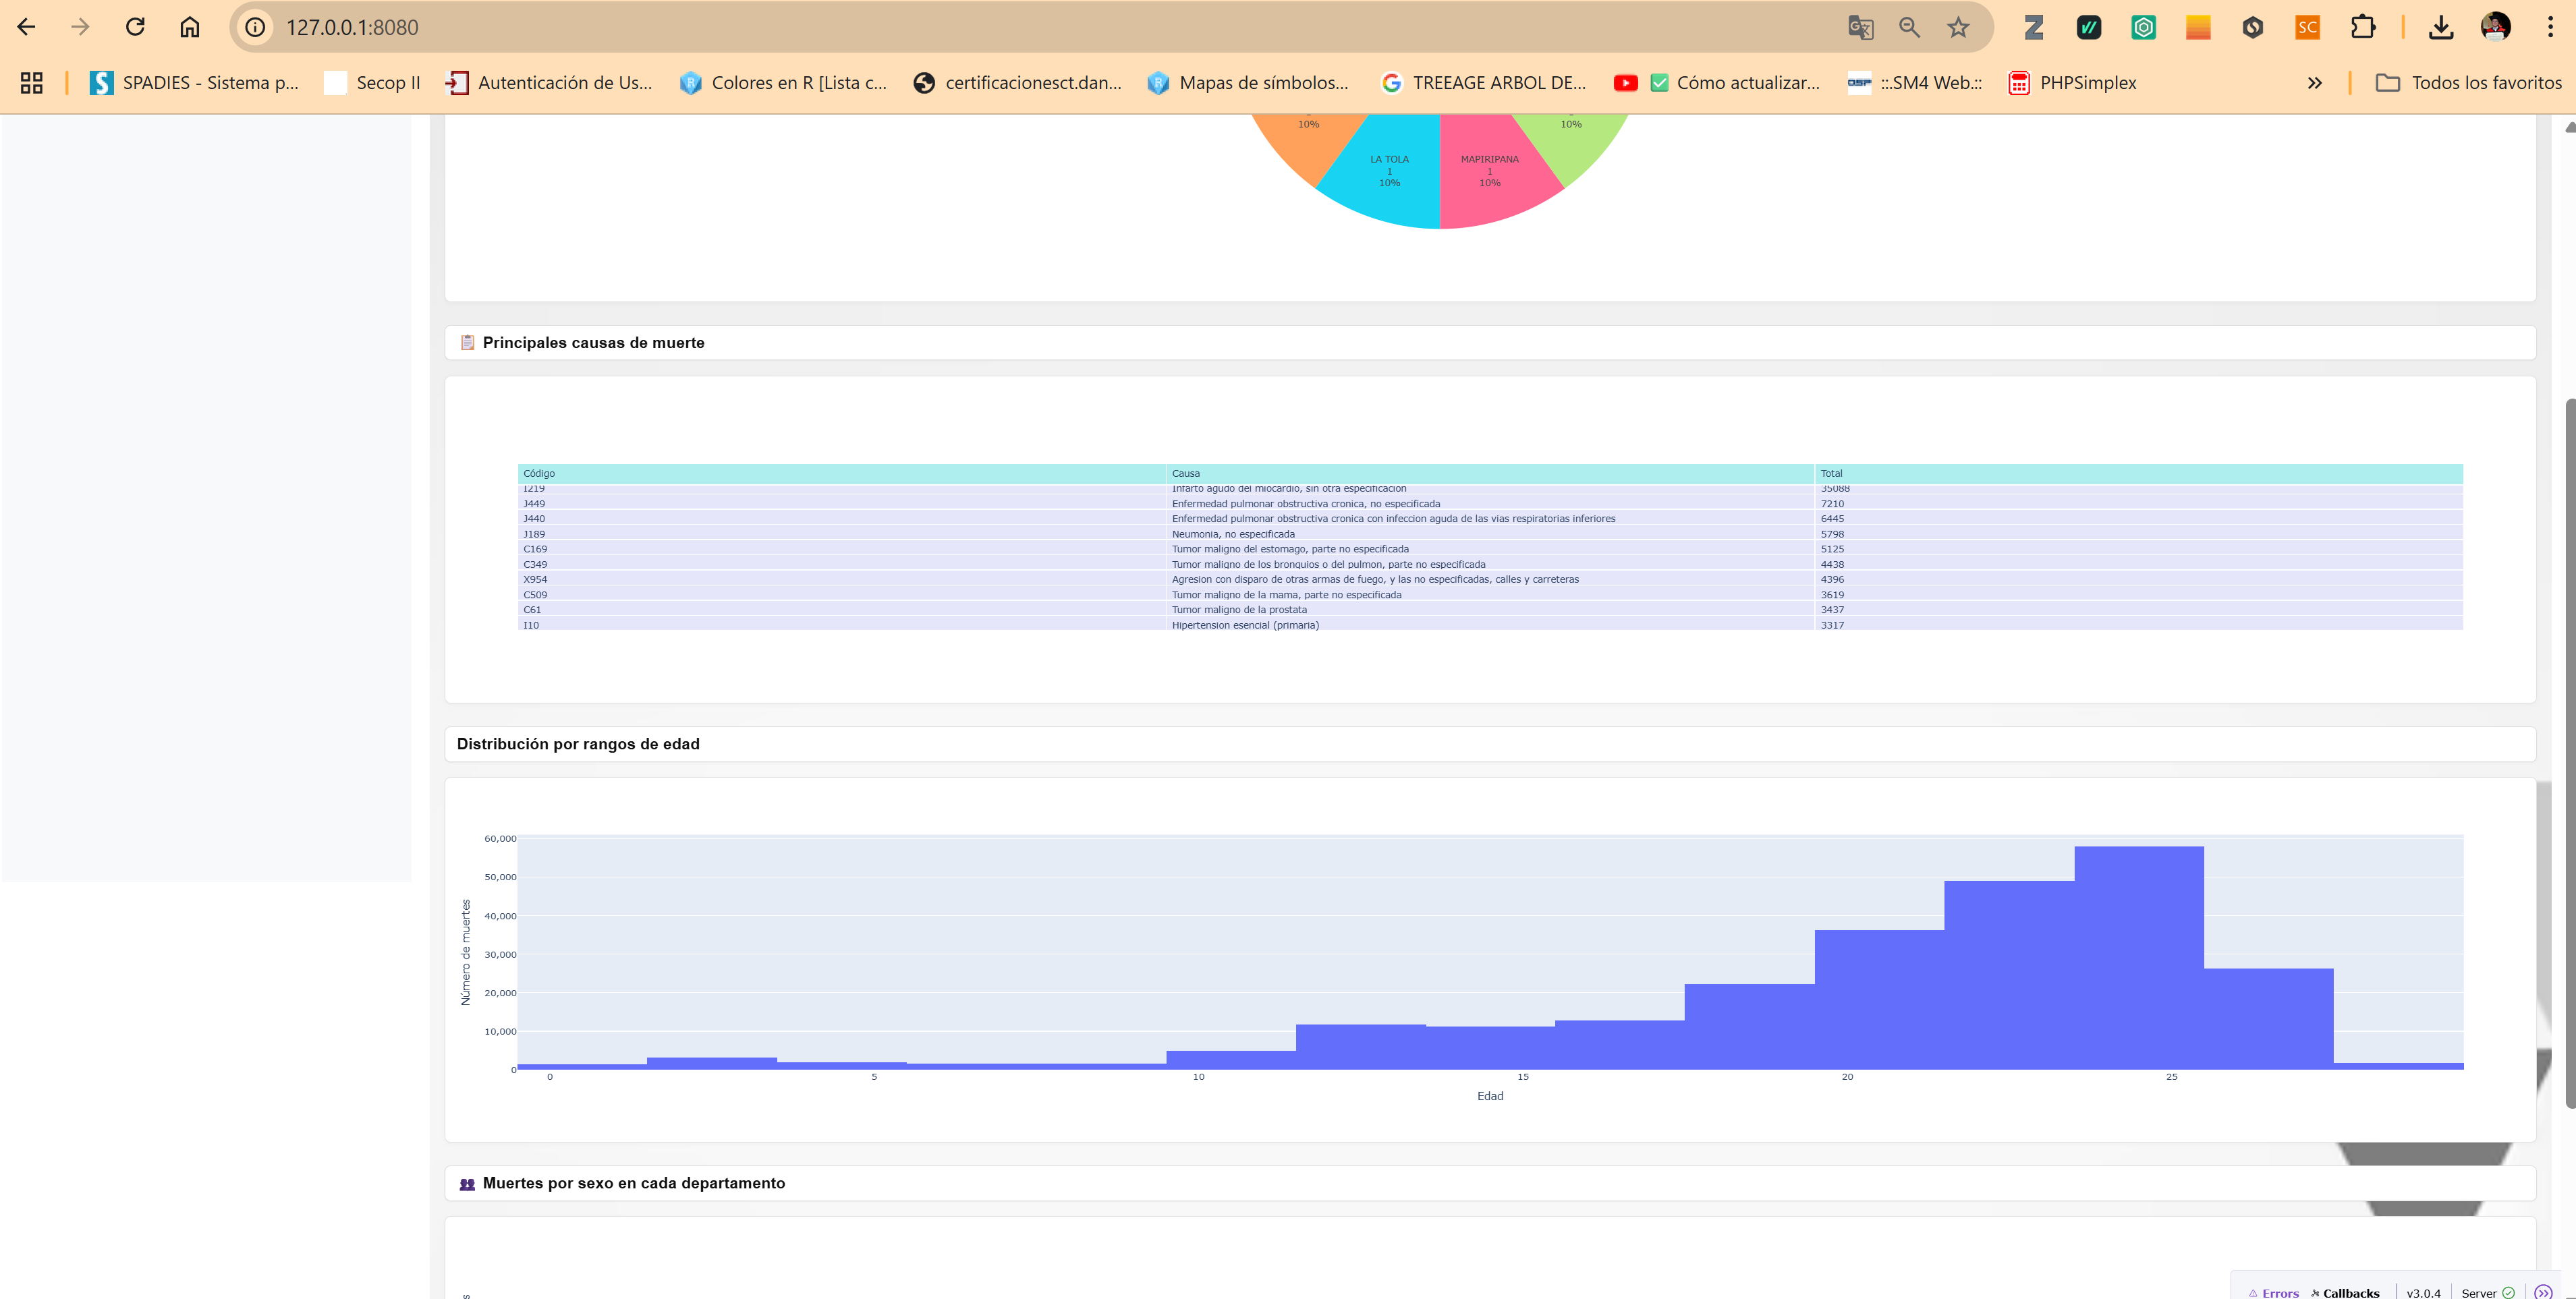 127.0.0.1:8080
SC
SPADIES - Sistema p...
Secop II
Autenticación de Us...
Colores en R [Lista c...
certificacionesct.dan...
Mapas de símbolos...
TREEAGE ARBOL DE...
Cómo actualizar...
:::SM4 Web:::
PHPSimplex
Todos los favoritos
10%
10%
LA TOLA
1
10%
MAPIRIPANA
1
10%
Principales causas de muerte
Código Causa Total
I219 Infarto agudo del miocardio, sin otra especificacion 35088
J449 Enfermedad pulmonar obstructiva cronica, no especificada 7210
J440 Enfermedad pulmonar obstructiva cronica con infeccion aguda de las vias respiratorias inferiores 6445
J189 Neumonia, no especificada 5798
C169 Tumor maligno del estomago, parte no especificada 5125
C349 Tumor maligno de los bronquios o del pulmon, parte no especificada 4438
X954 Agresion con disparo de otras armas de fuego, y las no especificadas, calles y carreteras 4396
C509 Tumor maligno de la mama, parte no especificada 3619
C61 Tumor maligno de la prostata 3437
I10 Hipertension esencial (primaria) 3317
Distribución por rangos de edad
60,000
50,000
40,000
30,000
20,000
10,000
0
Número de muertes
0 5 10 15 20 25
Edad
Muertes por sexo en cada departamento
Errors Callbacks v3.0.4 Server